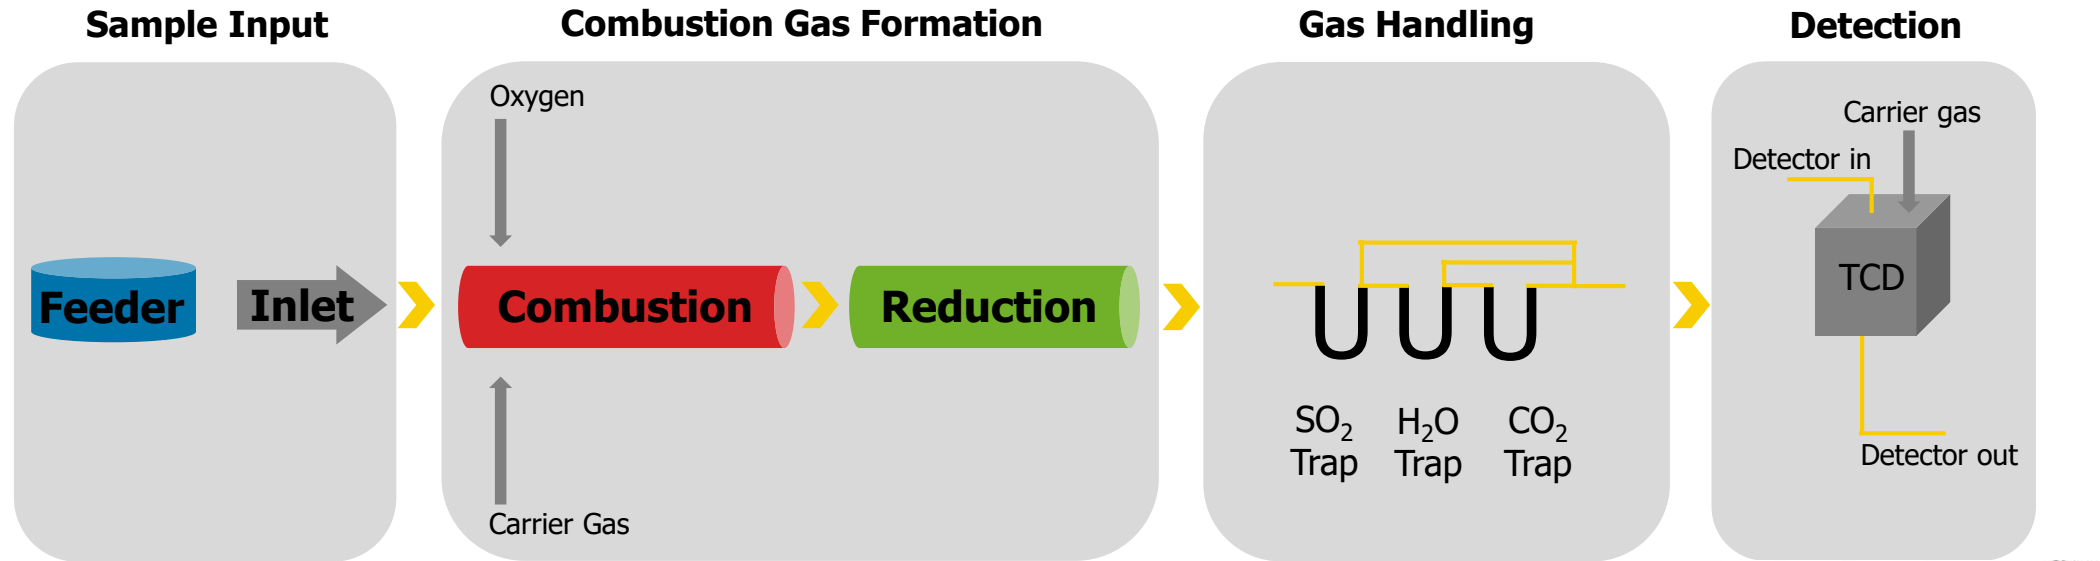 Sample Input
Combustion Gas Formation
Gas Handling
Detection
Feeder
Inlet
Oxygen
Combustion
Reduction
Carrier Gas
SO₂
Trap
H₂O
Trap
CO₂
Trap
Carrier gas
Detector in
TCD
Detector out